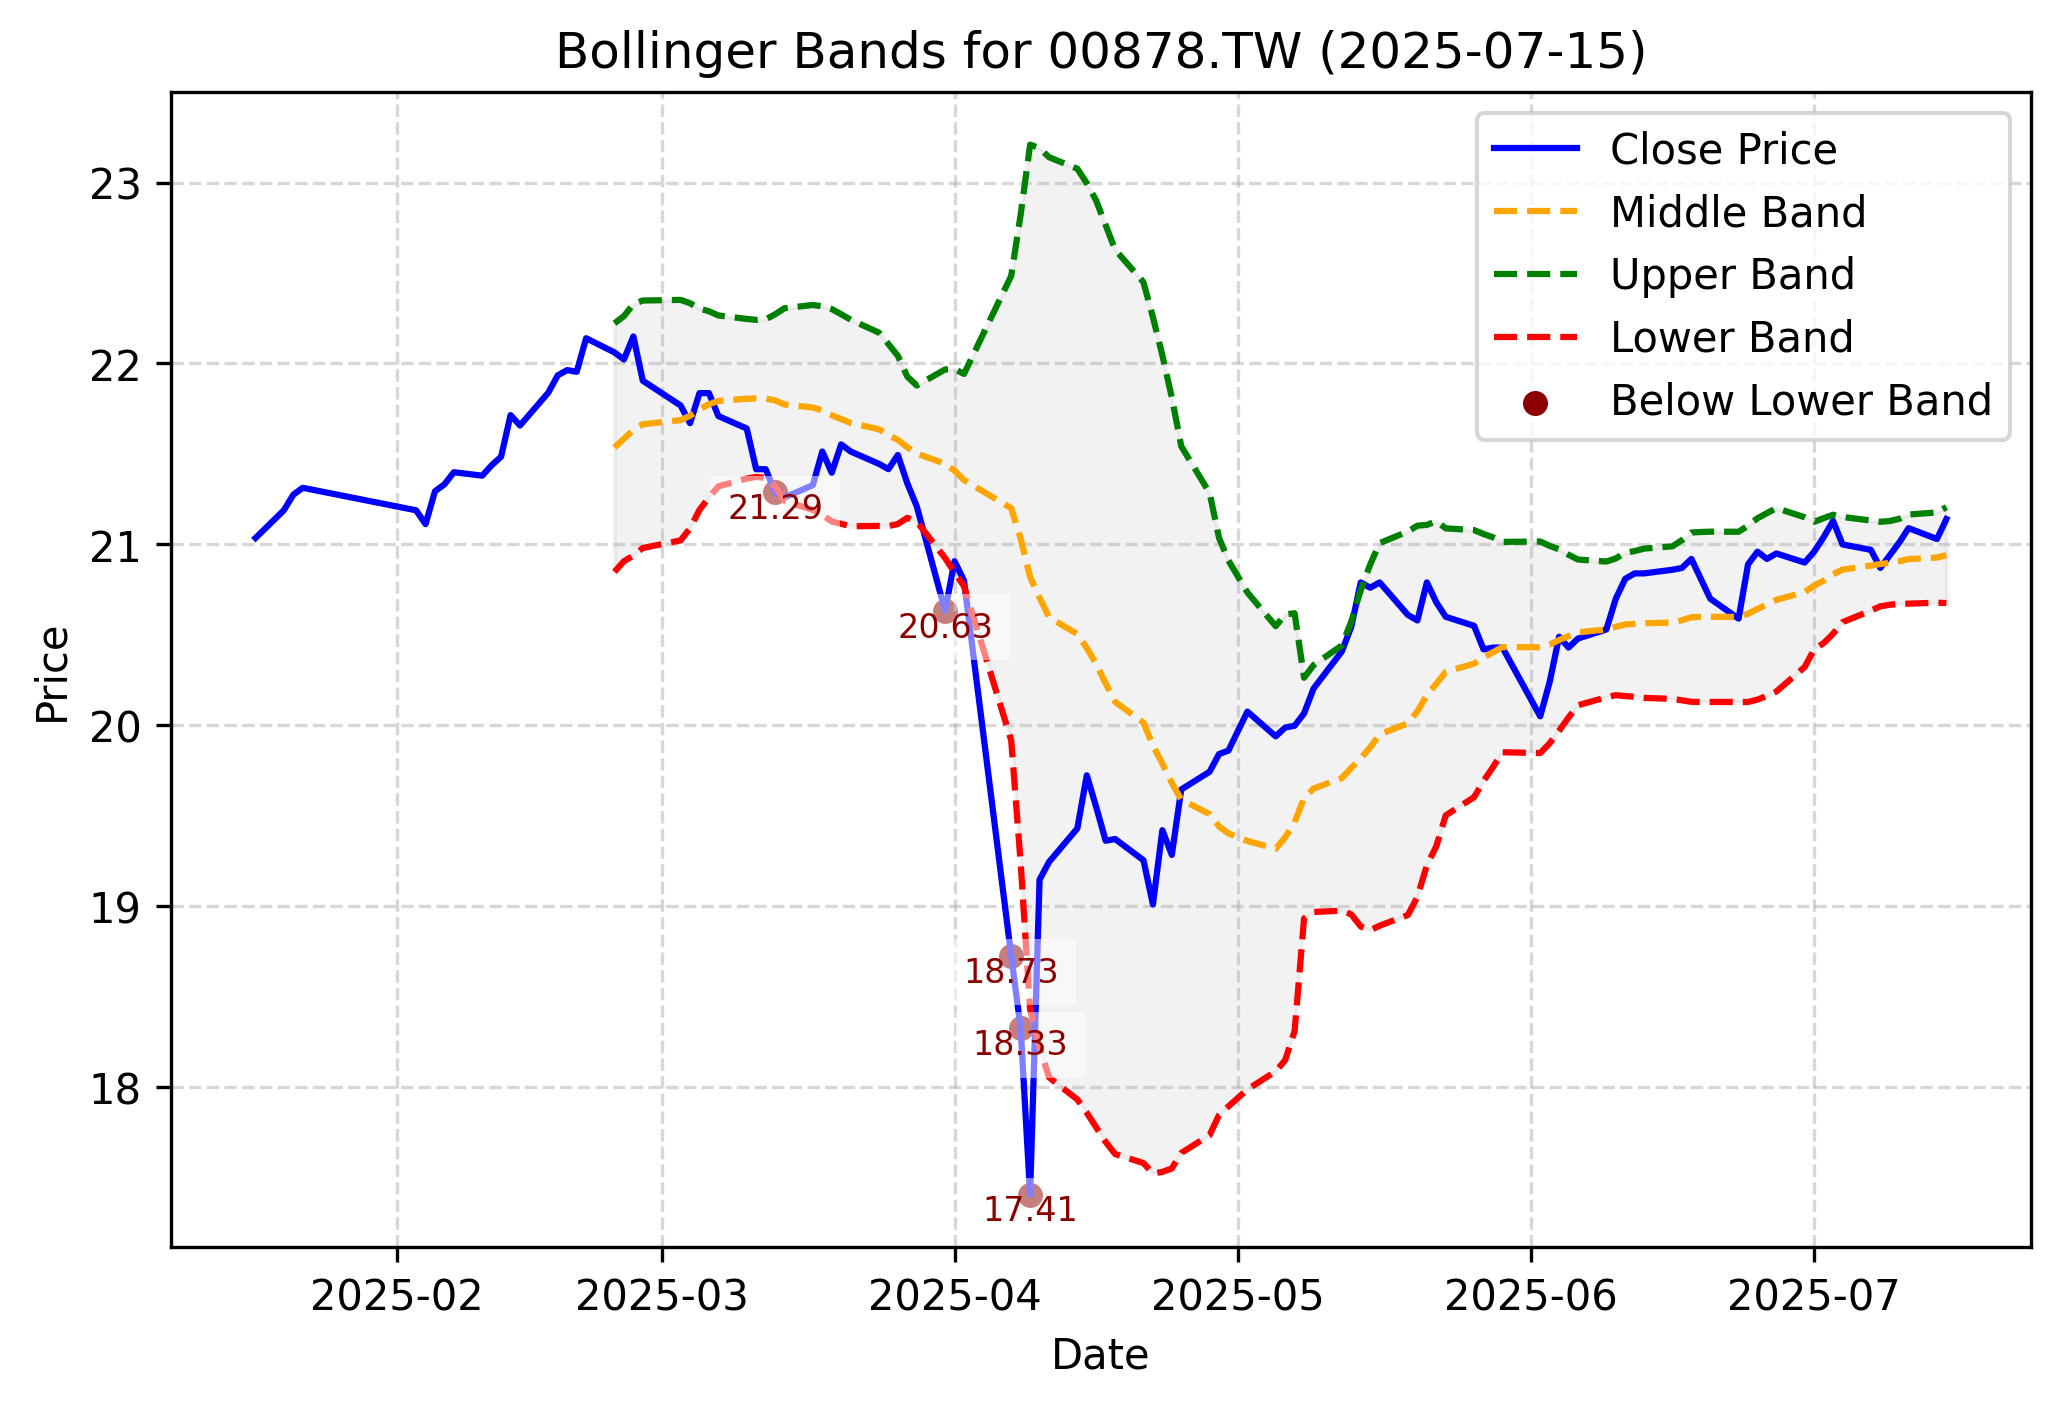 Bollinger Bands for 00878.TW (2025-07-15)
Close Price
Middle Band
Upper Band
Lower Band
Below Lower Band
23
22
21
20
19
18
Price
21.29
20.63
18.73
18.33
17.41
2025-02
2025-03
2025-04
2025-05
2025-06
2025-07
Date